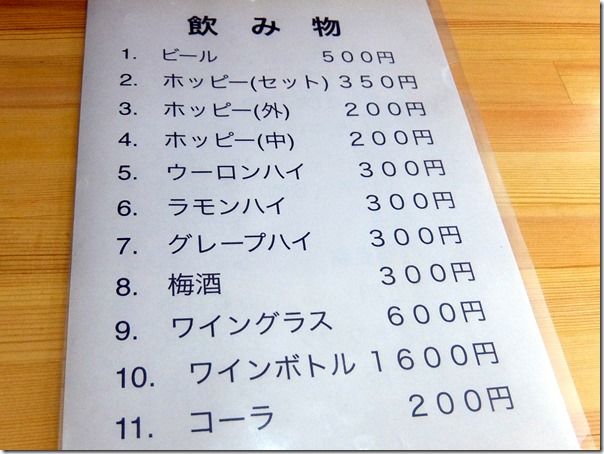 飲み物
1. ビール ５００円
2. ホッピー(セット) ３５０円
3. ホッピー(外) ２００円
4. ホッピー(中) ２００円
5. ウーロンハイ ３００円
6. ラモンハイ ３００円
7. グレープハイ ３００円
8. 梅酒 ３００円
9. ワイングラス ６００円
10. ワインボトル １６００円
11. コーラ ２００円